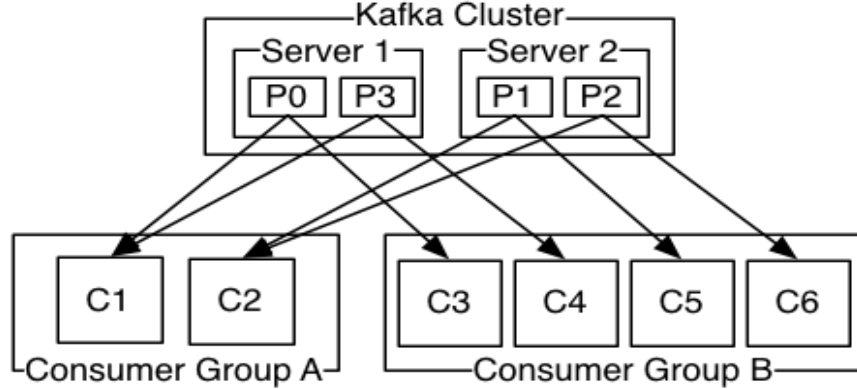 Kafka Cluster
Server 1 Server 2
P0 P3 P1 P2
C1 C2 C3 C4 C5 C6
Consumer Group A Consumer Group B